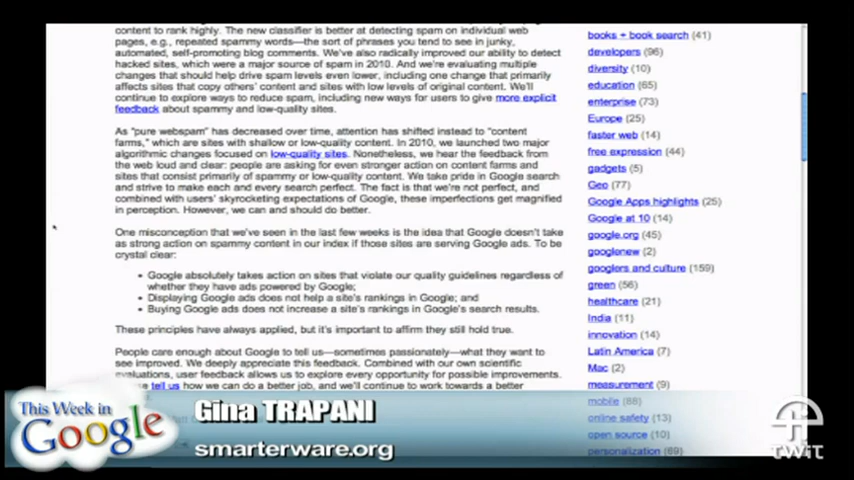 content to rank highly. The new classifier is better at detecting spam on individual web
pages, e.g., repeated spammy words—the sort of phrases you tend to see in junky,
automated, self-promoting blog comments. We've also radically improved our ability to detect
hacked sites, which were a major source of spam in 2010. And we're evaluating multiple
changes that should help drive spam levels even lower, including one change that primarily
affects sites that copy others' content and sites with low levels of original content. We'll
continue to explore ways to reduce spam, including new ways for users to give more explicit
feedback about spammy and low-quality sites.
As "pure webspam" has decreased over time, attention has shifted instead to "content
farms," which are sites with shallow or low-quality content. In 2010, we launched two major
algorithmic changes focused on low-quality sites. Nonetheless, we hear the feedback from
the web loud and clear: people are asking for even stronger action on content farms and
sites that consist primarily of spammy or low-quality content. We take pride in Google search
and strive to make each and every search perfect. The fact is that we're not perfect, and
combined with users' skyrocketing expectations of Google, these imperfections get magnified
in perception. However, we can and should do better.
One misconception that we've seen in the last few weeks is the idea that Google doesn't take
as strong action on spammy content in our index if those sites are serving Google ads. To be
crystal clear:
• Google absolutely takes action on sites that violate our quality guidelines regardless of
whether they have ads powered by Google;
• Displaying Google ads does not help a site's rankings in Google; and
• Buying Google ads does not increase a site's rankings in Google's search results.
These principles have always applied, but it's important to affirm they still hold true.
People care enough about Google to tell us—sometimes passionately—what they want to
see improved. We deeply appreciate this feedback. Combined with our own scientific
evaluations, user feedback allows us to explore every opportunity for possible improvements.
tell us how we can do a better job, and we'll continue to work towards a better
books + book search (41)
developers (96)
diversity (10)
education (65)
enterprise (73)
Europe (25)
faster web (14)
free expression (44)
gadgets (5)
Geo (77)
Google Apps highlights (25)
Google at 10 (14)
google.org (45)
googlenew (2)
googlers and culture (159)
green (56)
healthcare (21)
India (11)
innovation (14)
Latin America (7)
Mac (2)
measurement (9)
mobile (88)
online safety (13)
open source (10)
personalization (69)
This Week in
Google
Gina TRAPANI
smarterware.org
TWiT